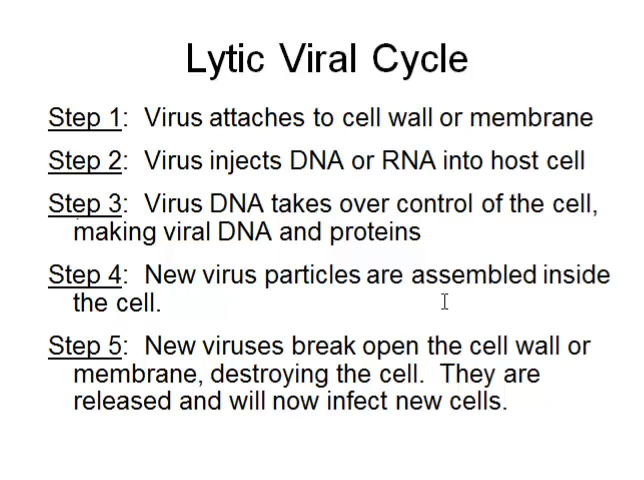 Lytic Viral Cycle
Step 1: Virus attaches to cell wall or membrane
Step 2: Virus injects DNA or RNA into host cell
Step 3: Virus DNA takes over control of the cell,
making viral DNA and proteins
Step 4: New virus particles are assembled inside
the cell.
Step 5: New viruses break open the cell wall or
membrane, destroying the cell. They are
released and will now infect new cells.